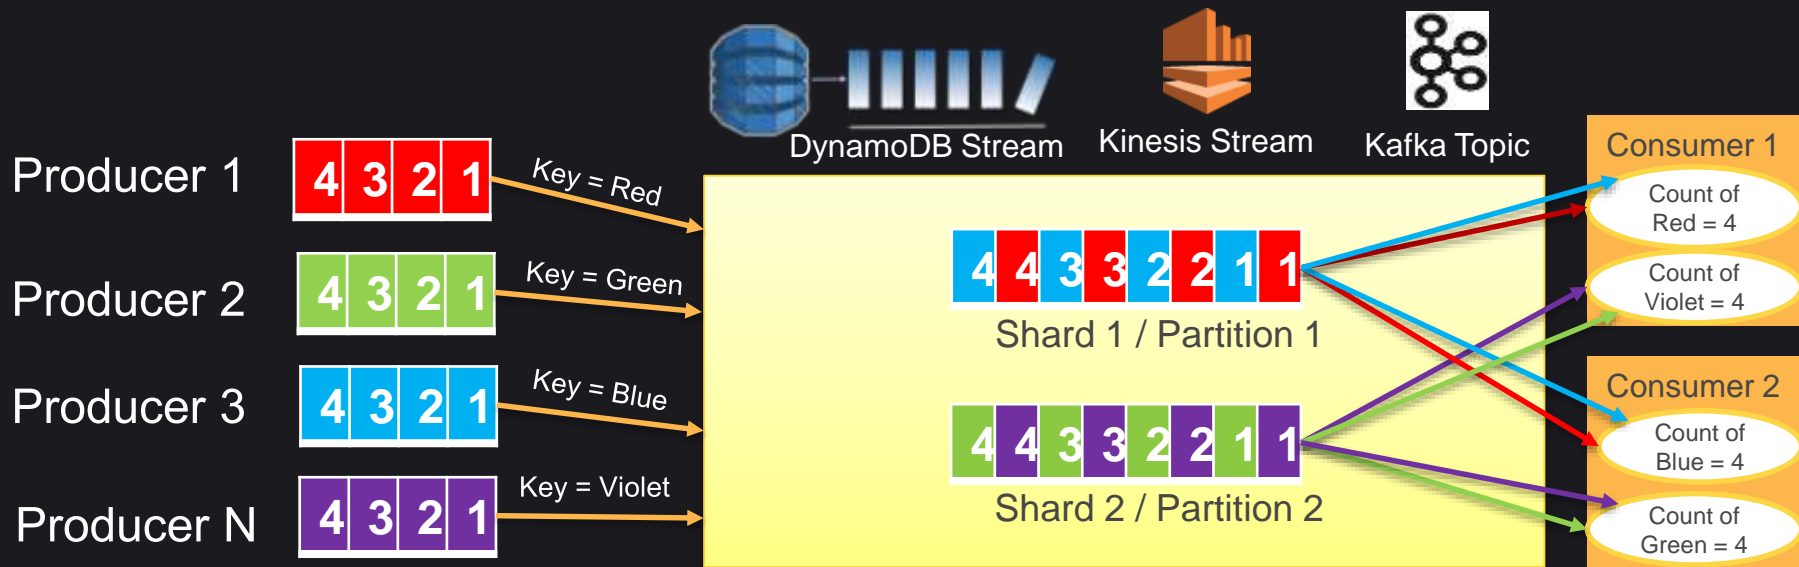 DynamoDB Stream
Kinesis Stream
Kafka Topic
Producer 1
4 3 2 1
Key = Red
Producer 2
4 3 2 1
Key = Green
Producer 3
4 3 2 1
Key = Blue
Producer N
4 3 2 1
Key = Violet
4 4 3 3 2 2 1 1
Shard 1 / Partition 1
4 4 3 3 2 2 1 1
Shard 2 / Partition 2
Consumer 1
Count of
Red = 4
Count of
Violet = 4
Consumer 2
Count of
Blue = 4
Count of
Green = 4